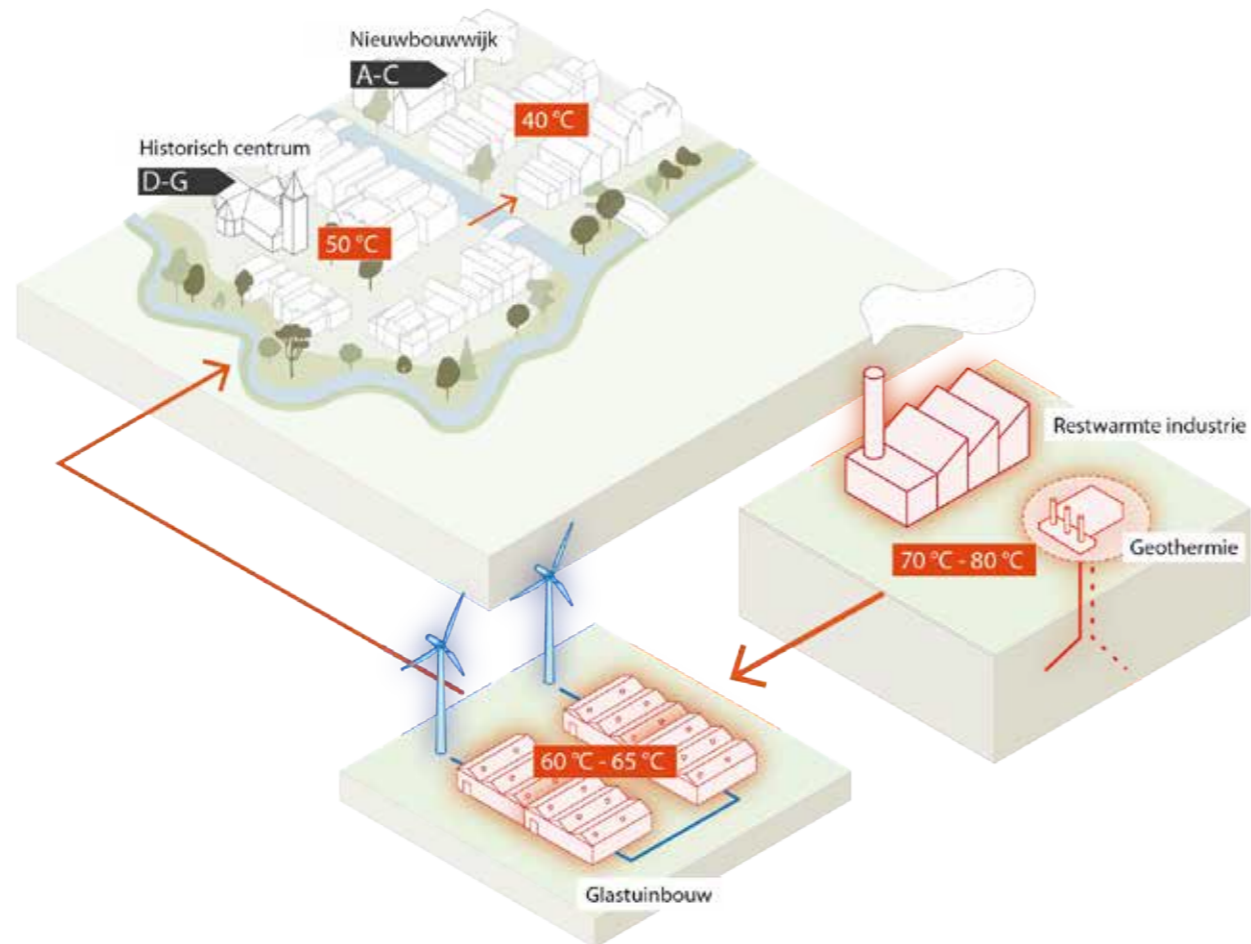 Nieuwbouwwijk
A-C
40 °C
Historisch centrum
D-G
50 °C
Restwarmte industrie
Geothermie
70 °C - 80 °C
60 °C - 65 °C
Glastuinbouw